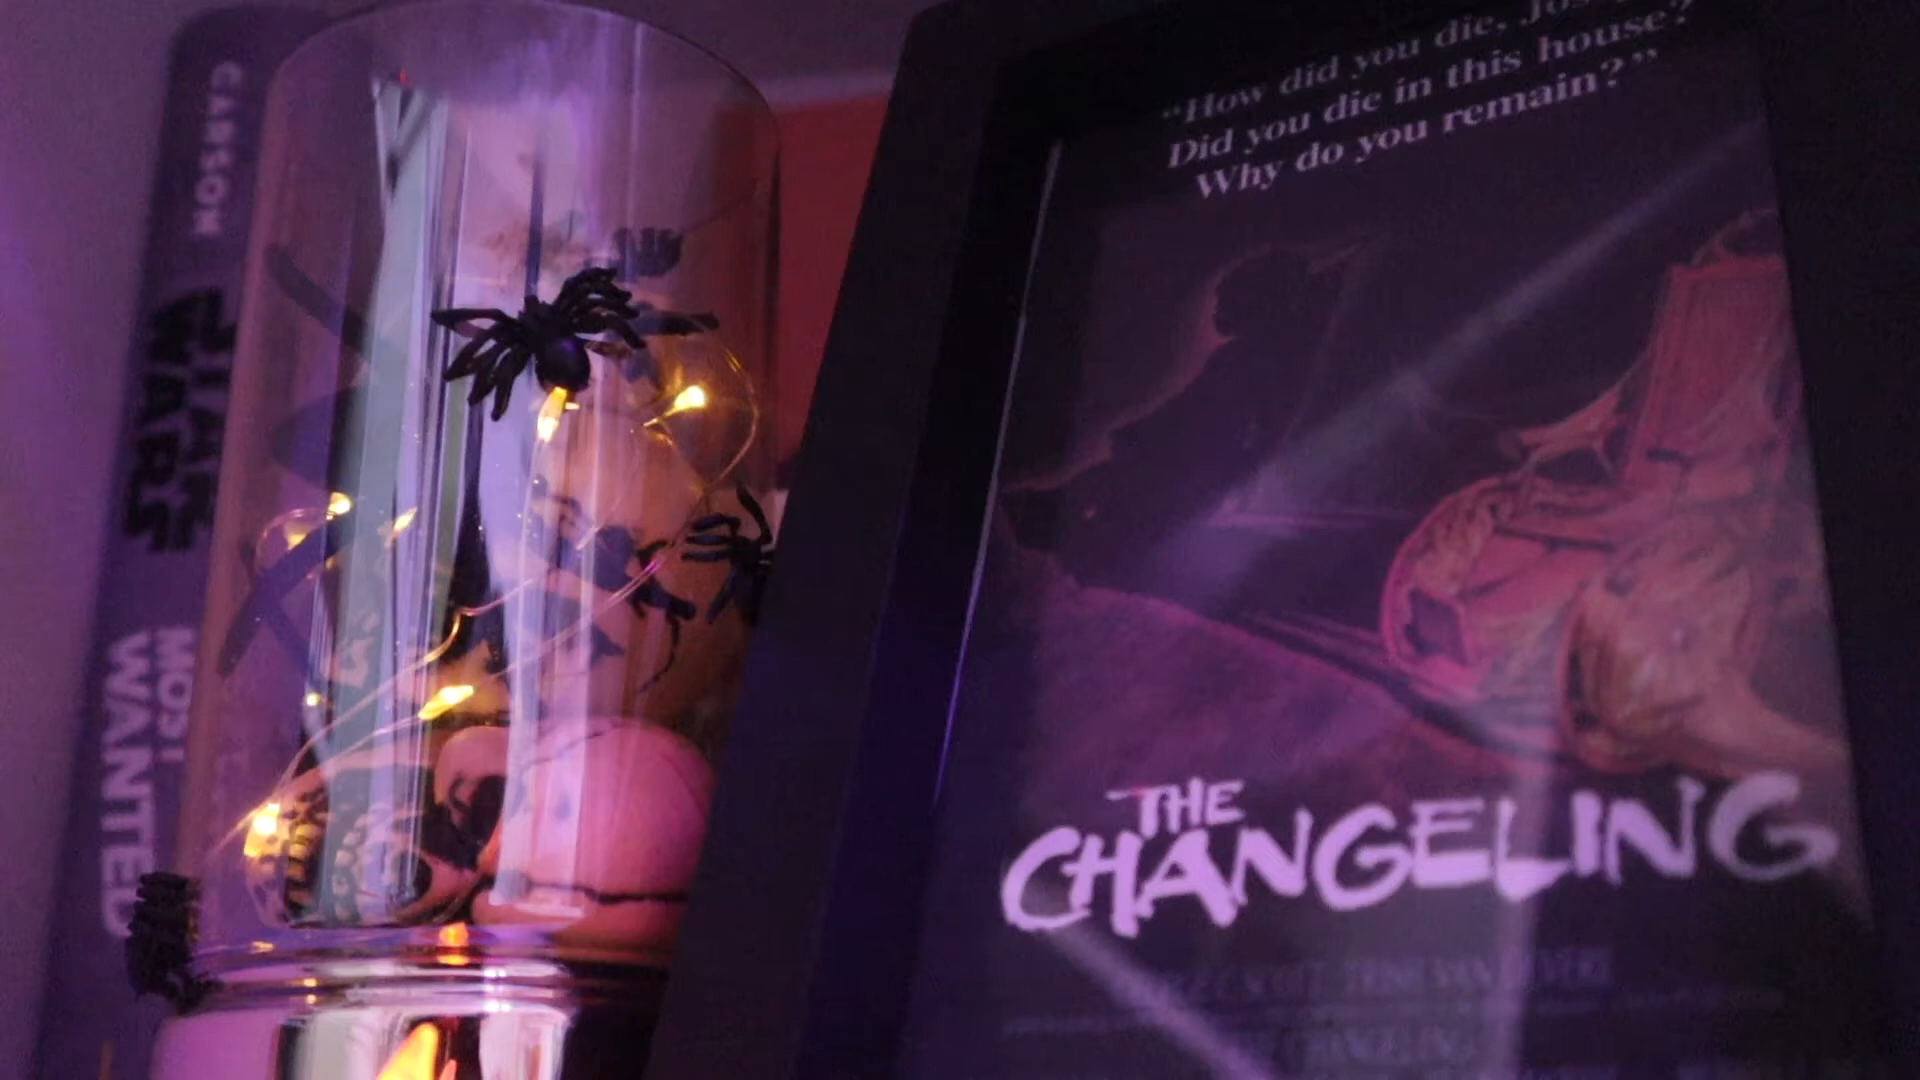 CARSON
STAR
WARS
MOST
WANTED
“How did you die,
Did you die in this house?
Why do you remain?”
THE
CHANGELING